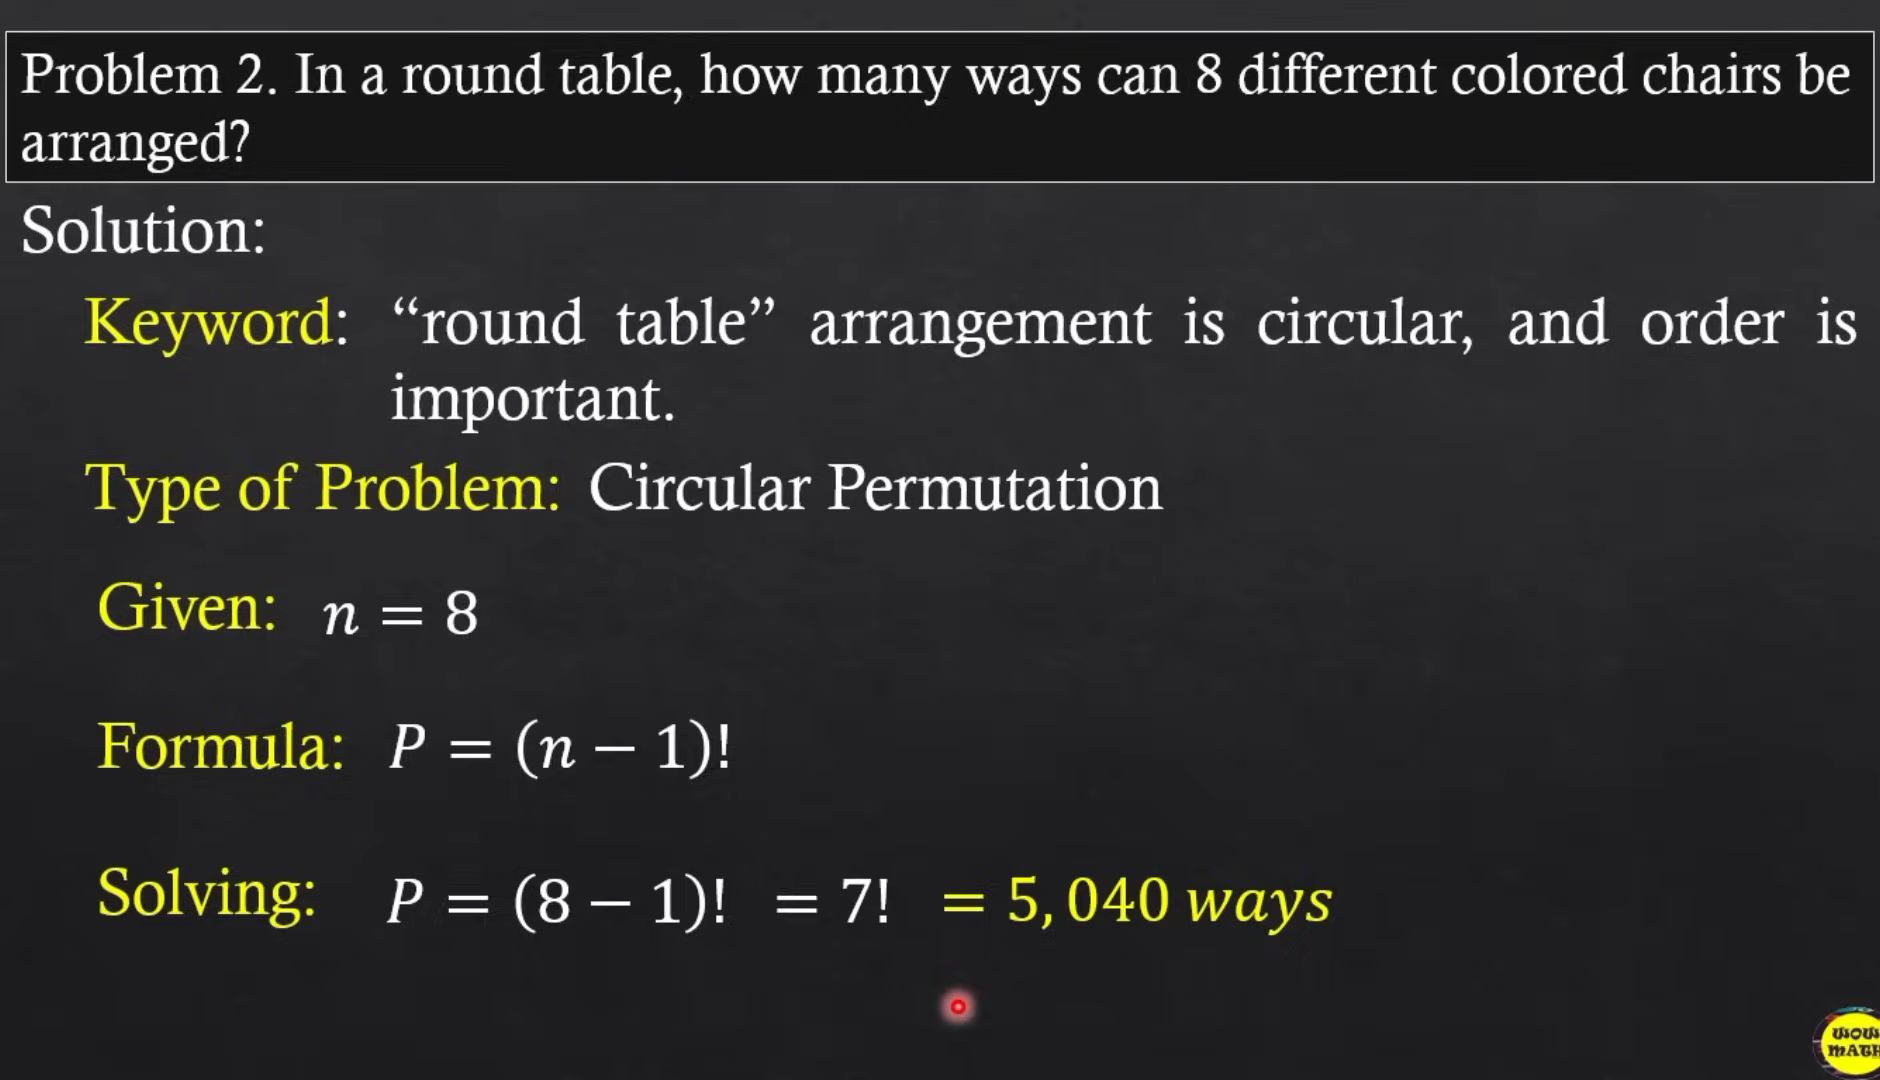 Problem 2. In a round table, how many ways can 8 different colored chairs be
arranged?
Solution:
Keyword: “round table” arrangement is circular, and order is
important.
Type of Problem: Circular Permutation
Given: n = 8
Formula: P = (n − 1)!
Solving: P = (8 − 1)! = 7! = 5, 040 ways
WOW
MATH